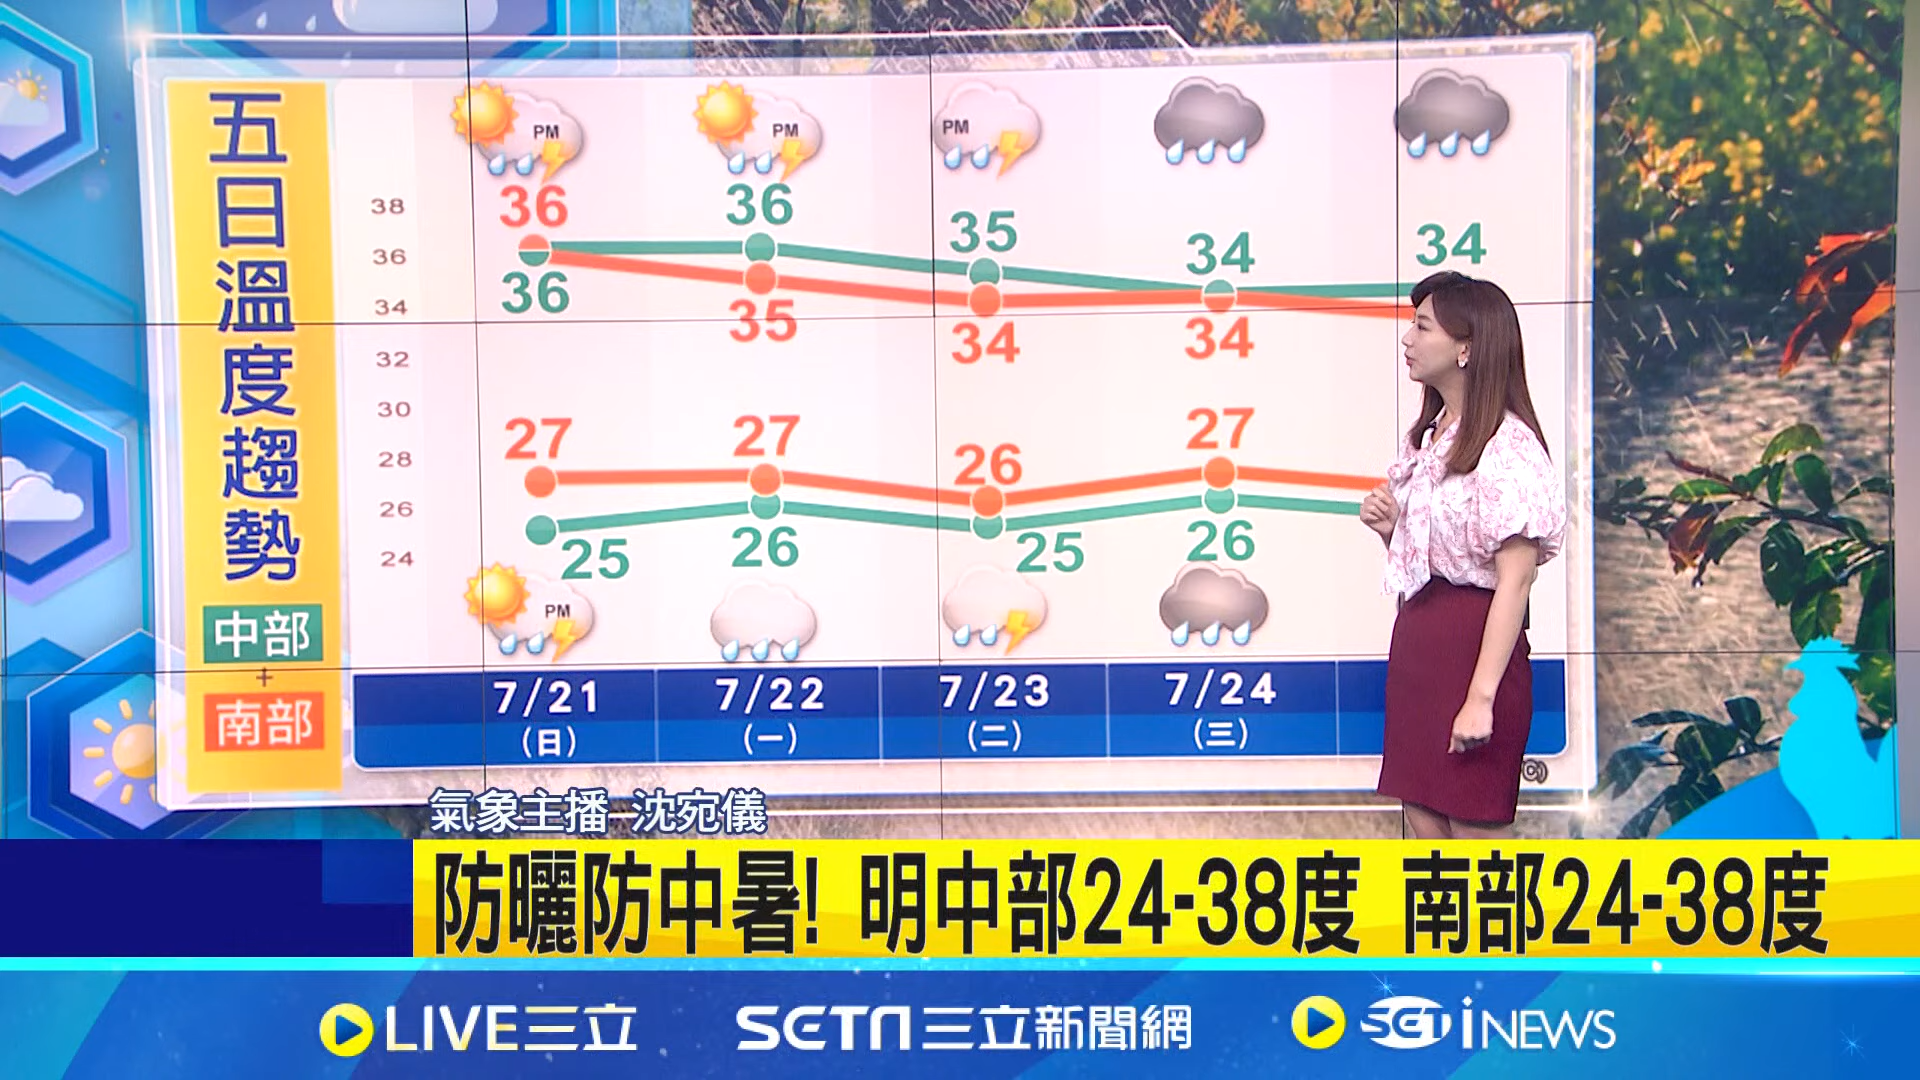 五日溫度趨勢
中部
+
南部
38
36
34
32
30
28
26
24
PM
PM
PM
36
36
35
34
34
36
35
34
34
27
27
26
27
25
26
25
26
PM
7/21
7/22
7/23
7/24
(日)
(一)
(二)
(三)
氣象主播 沈宛儀
防曬防中暑! 明中部24-38度 南部24-38度
LIVE三立
SETN三立新聞網
SET iNEWS